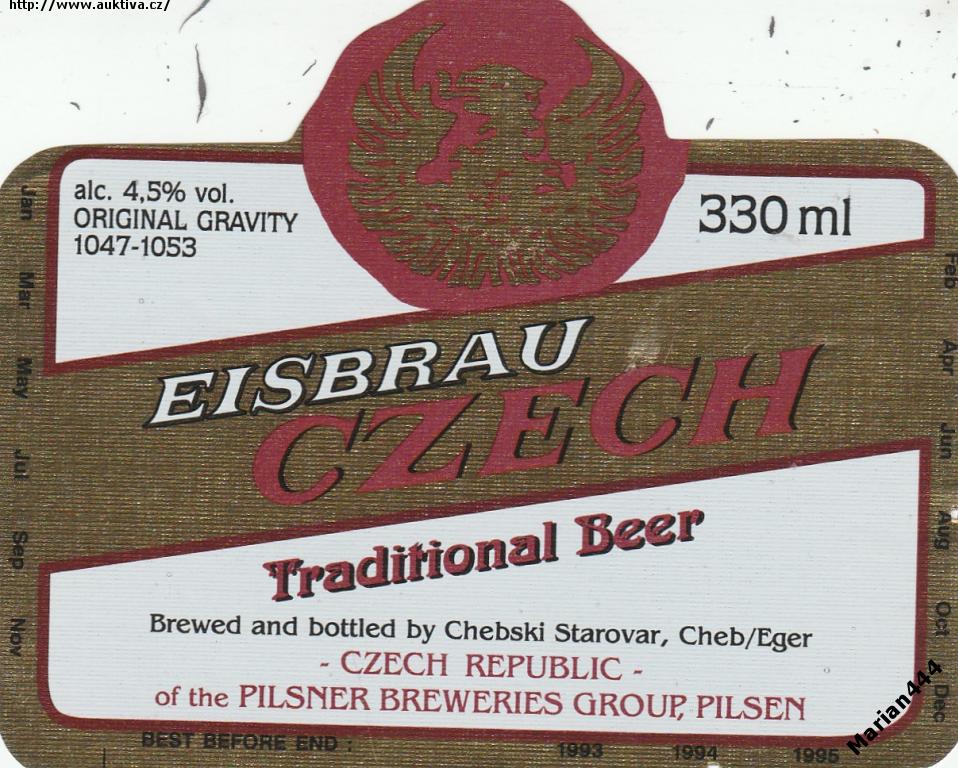 http://www.auktiva.cz/
alc. 4,5% vol.
ORIGINAL GRAVITY
1047-1053
330 ml
EISBRAU
CZECH
Traditional Beer
Brewed and bottled by Chebski Starovar, Cheb/Eger
- CZECH REPUBLIC -
of the PILSNER BREWERIES GROUP, PILSEN
Jan Mar May Jul Sep Nov
Feb Apr Jun Aug Oct Dec
BEST BEFORE END : 1993 1994 1995
Marian444